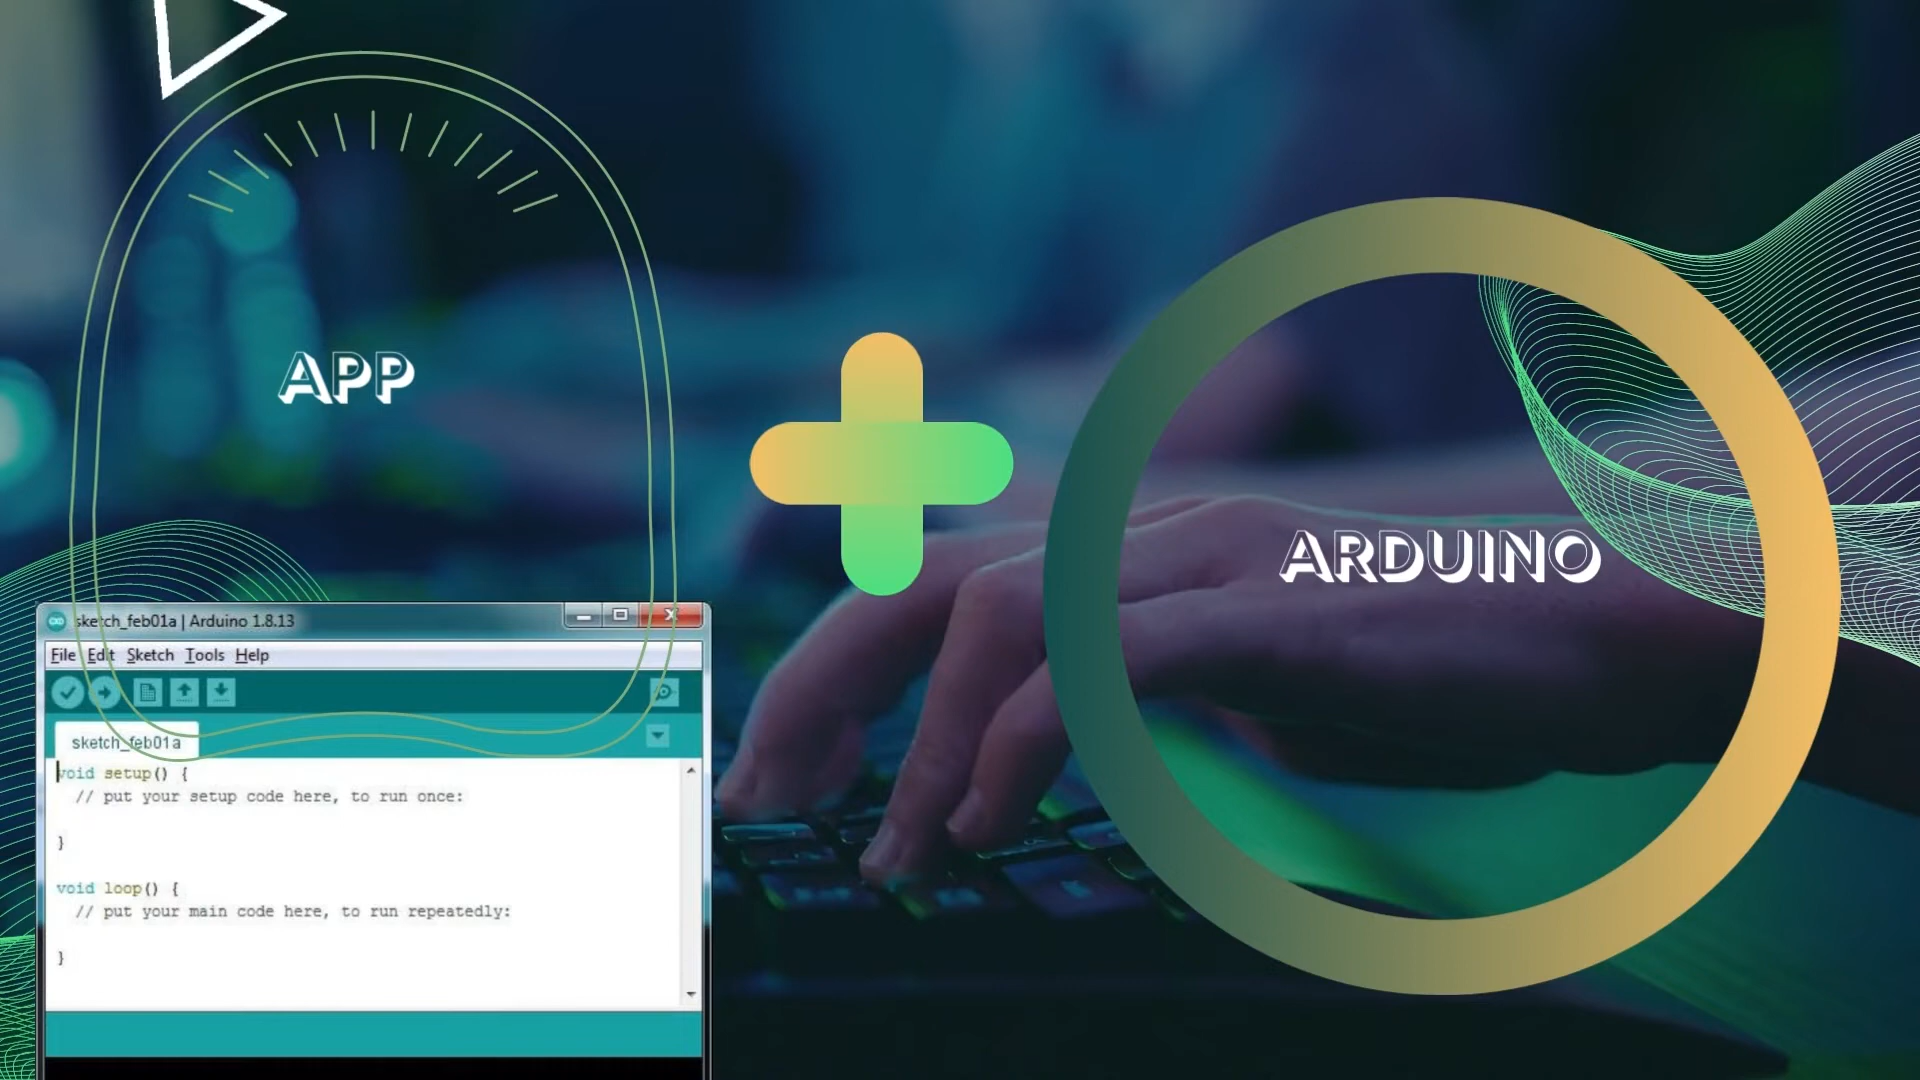 APP
ARDUINO
sketch_feb01a | Arduino 1.8.13
File Edit Sketch Tools Help
sketch_feb01a
void setup() {
  // put your setup code here, to run once:
}
void loop() {
  // put your main code here, to run repeatedly:
}